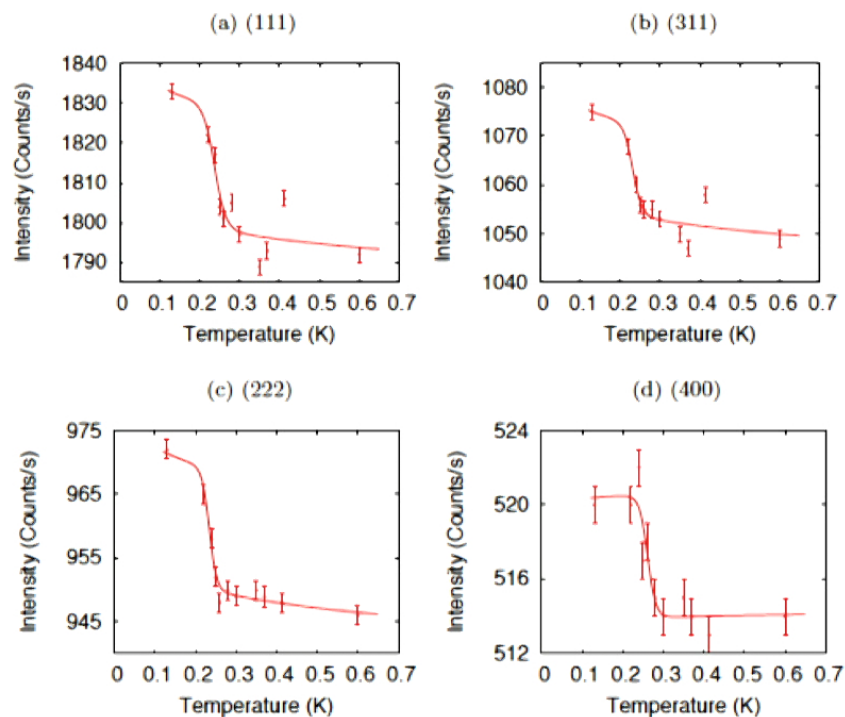 (a) (111)
Intensity (Counts/s)
1840
1830
1820
1810
1800
1790
0 0.1 0.2 0.3 0.4 0.5 0.6 0.7
Temperature (K)
(b) (311)
Intensity (Counts/s)
1080
1070
1060
1050
1040
0 0.1 0.2 0.3 0.4 0.5 0.6 0.7
Temperature (K)
(c) (222)
Intensity (Counts/s)
975
965
955
945
0 0.1 0.2 0.3 0.4 0.5 0.6 0.7
Temperature (K)
(d) (400)
Intensity (Counts/s)
524
520
514
512
0 0.1 0.2 0.3 0.4 0.5 0.6 0.7
Temperature (K)